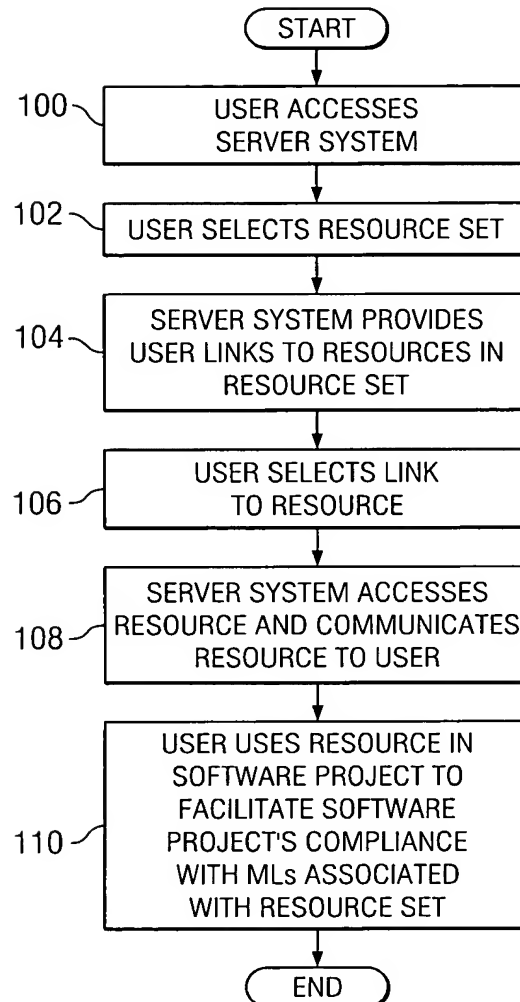 START
100
USER ACCESSES
SERVER SYSTEM
102
USER SELECTS RESOURCE SET
104
SERVER SYSTEM PROVIDES
USER LINKS TO RESOURCES IN
RESOURCE SET
106
USER SELECTS LINK
TO RESOURCE
108
SERVER SYSTEM ACCESSES
RESOURCE AND COMMUNICATES
RESOURCE TO USER
110
USER USES RESOURCE IN
SOFTWARE PROJECT TO
FACILITATE SOFTWARE
PROJECT'S COMPLIANCE
WITH MLs ASSOCIATED
WITH RESOURCE SET
END